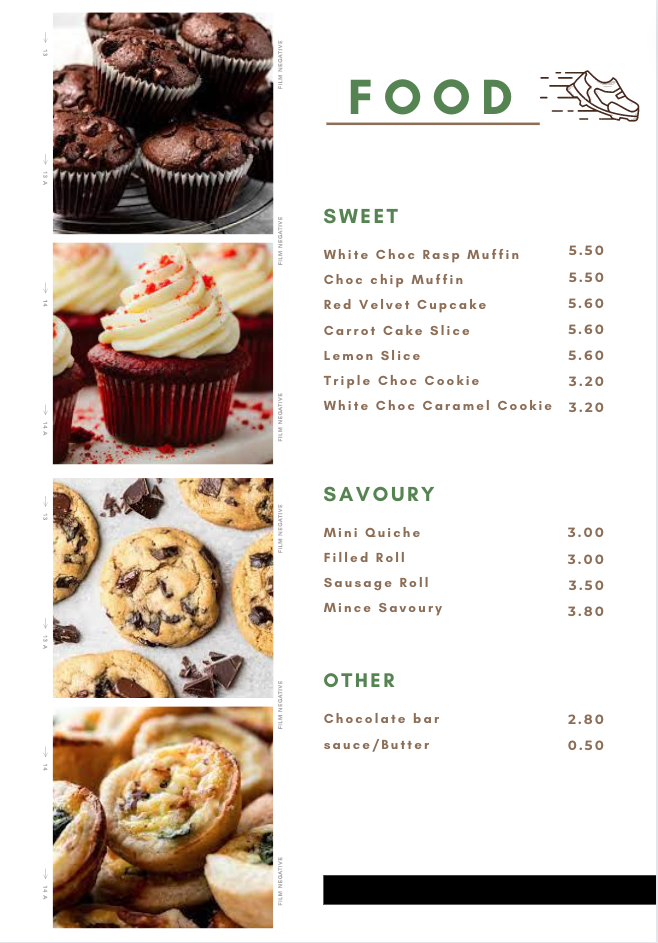 FOOD
SWEET
White Choc Rasp Muffin 5.50
Choc chip Muffin 5.50
Red Velvet Cupcake 5.60
Carrot Cake Slice 5.60
Lemon Slice 5.60
Triple Choc Cookie 3.20
White Choc Caramel Cookie 3.20
SAVOURY
Mini Quiche 3.00
Filled Roll 3.00
Sausage Roll 3.50
Mince Savoury 3.80
OTHER
Chocolate bar 2.80
sauce/Butter 0.50
13
13 A
14
14 A
13
13 A
14
14 A
FILM NEGATIVE
FILM NEGATIVE
FILM NEGATIVE
FILM NEGATIVE
FILM NEGATIVE
FILM NEGATIVE